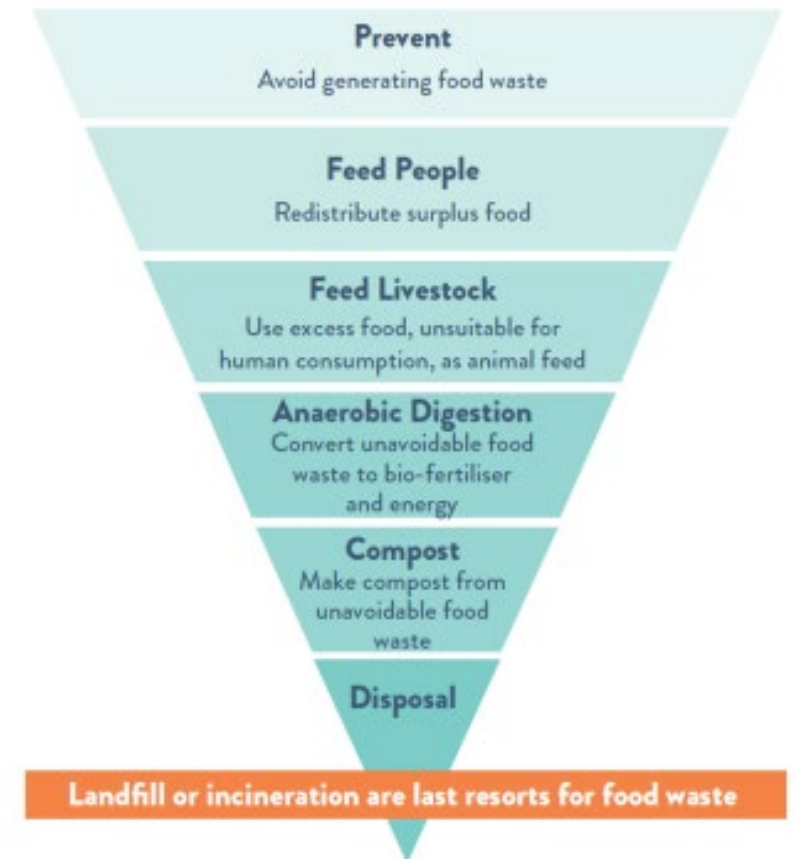 Prevent
Avoid generating food waste
Feed People
Redistribute surplus food
Feed Livestock
Use excess food, unsuitable for
human consumption, as animal feed
Anaerobic Digestion
Convert unavoidable food
waste to bio-fertiliser
and energy
Compost
Make compost from
unavoidable food
waste
Disposal
Landfill or incineration are last resorts for food waste